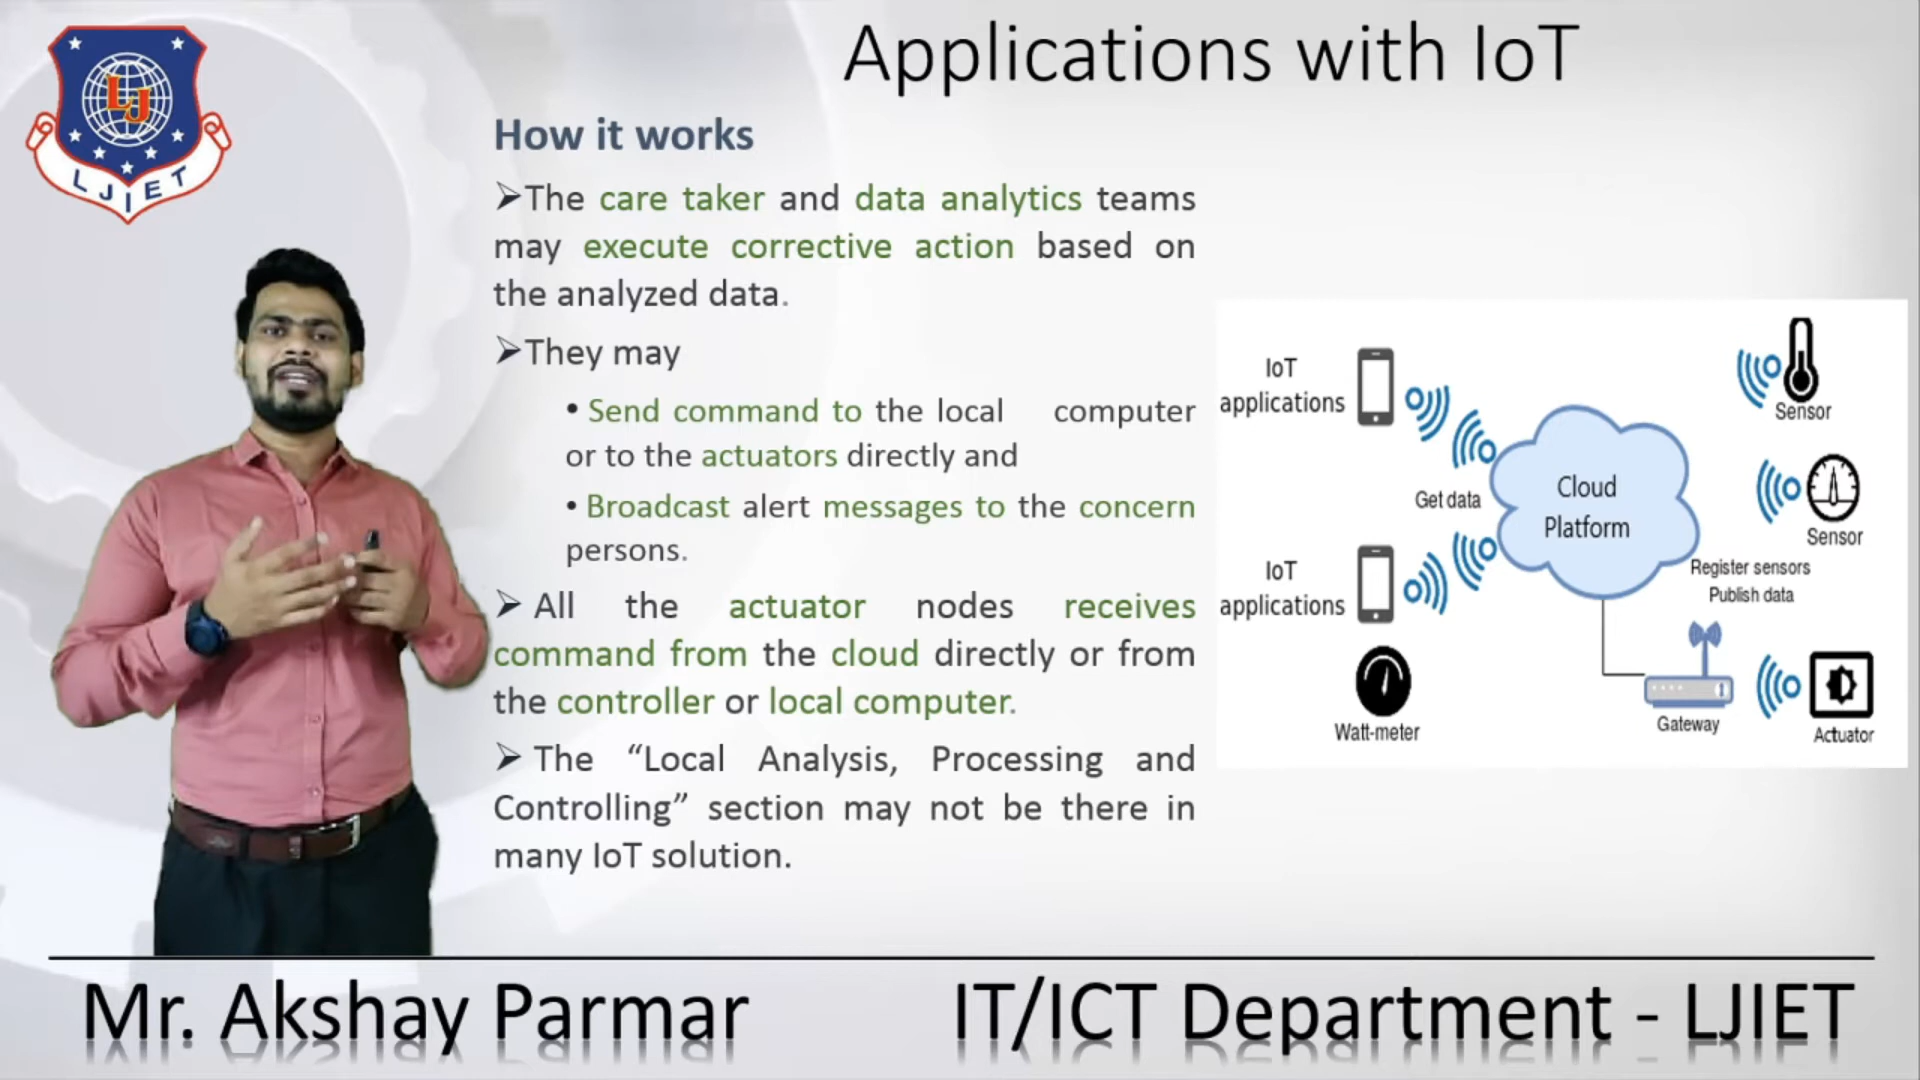 Applications with IoT
LJ
LJIET
How it works
➢The care taker and data analytics teams
may execute corrective action based on
the analyzed data.
➢They may
• Send command to the local computer
or to the actuators directly and
• Broadcast alert messages to the concern
persons.
➢ All the actuator nodes receives
command from the cloud directly or from
the controller or local computer.
➢ The “Local Analysis, Processing and
Controlling” section may not be there in
many IoT solution.
IoT
applications
Get data
IoT
applications
Watt-meter
Cloud
Platform
Sensor
Sensor
Register sensors
Publish data
Gateway
Actuator
Mr. Akshay Parmar
IT/ICT Department - LJIET